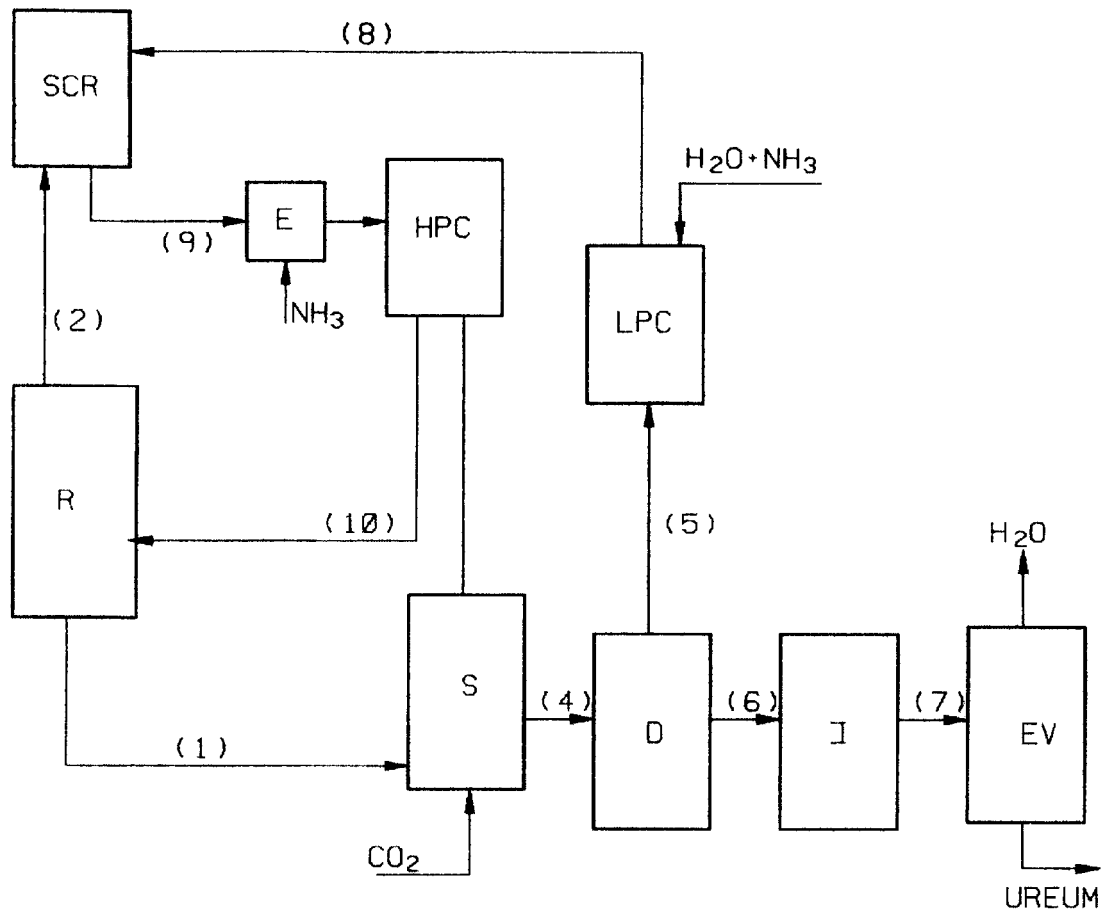 (8)
SCR
H₂O+NH₃
HPC
E
(9)
NH₃
LPC
(2)
R
(10)
(5)
H₂O
S
(4)
D
(6)
I
(7)
EV
(1)
CO₂
UREUM